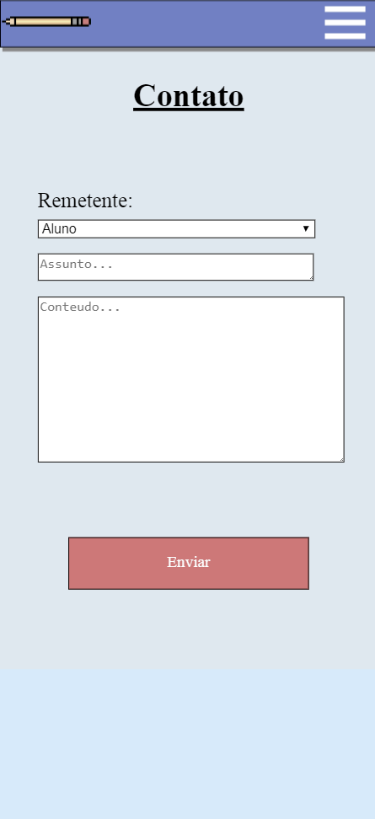 Contato
Remetente:
Aluno
Assunto...
Conteudo...
Enviar